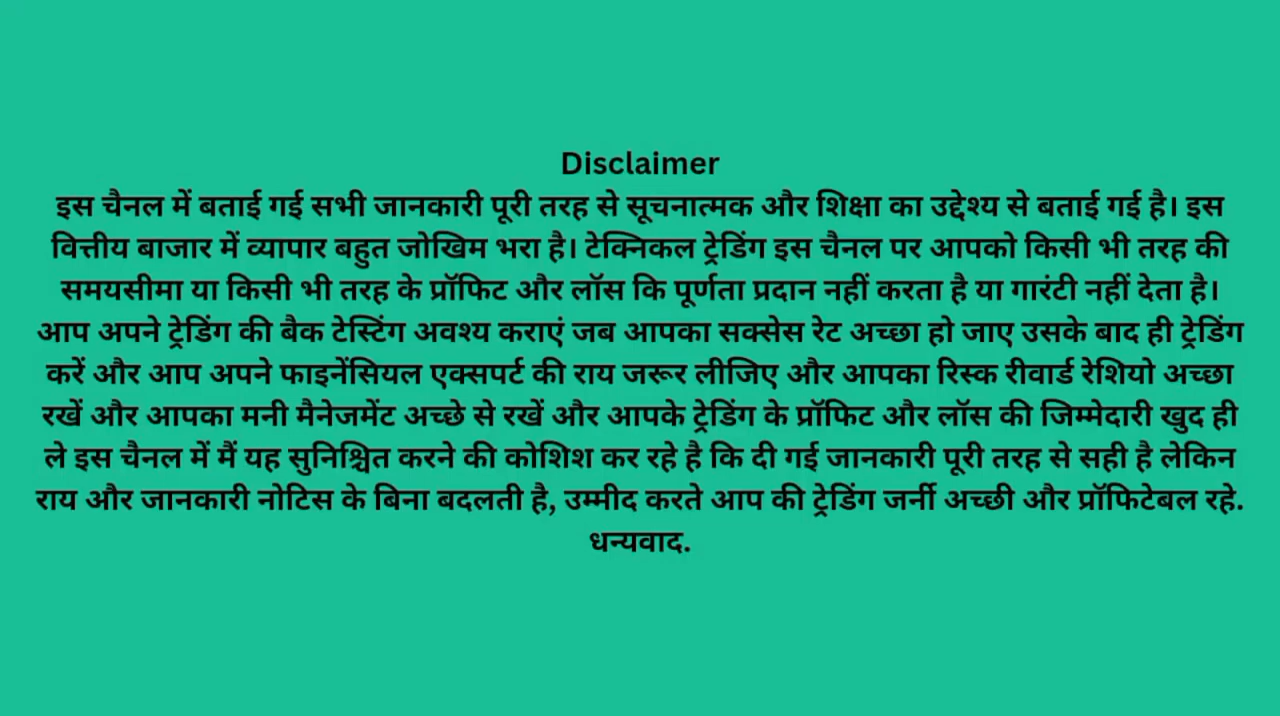 Disclaimer
इस चैनल में बताई गई सभी जानकारी पूरी तरह से सूचनात्मक और शिक्षा का उद्देश्य से बताई गई है। इस
वित्तीय बाजार में व्यापार बहुत जोखिम भरा है। टेक्निकल ट्रेडिंग इस चैनल पर आपको किसी भी तरह की
समयसीमा या किसी भी तरह के प्रॉफिट और लॉस कि पूर्णता प्रदान नहीं करता है या गारंटी नहीं देता है।
आप अपने ट्रेडिंग की बैक टेस्टिंग अवश्य कराएं जब आपका सक्सेस रेट अच्छा हो जाए उसके बाद ही ट्रेडिंग
करें और आप अपने फाइनेंसियल एक्सपर्ट की राय जरूर लीजिए और आपका रिस्क रीवार्ड रेशियो अच्छा
रखें और आपका मनी मैनेजमेंट अच्छे से रखें और आपके ट्रेडिंग के प्रॉफिट और लॉस की जिम्मेदारी खुद ही
ले इस चैनल में मैं यह सुनिश्चित करने की कोशिश कर रहे है कि दी गई जानकारी पूरी तरह से सही है लेकिन
राय और जानकारी नोटिस के बिना बदलती है, उम्मीद करते आप की ट्रेडिंग जर्नी अच्छी और प्रॉफिटेबल रहे.
धन्यवाद.